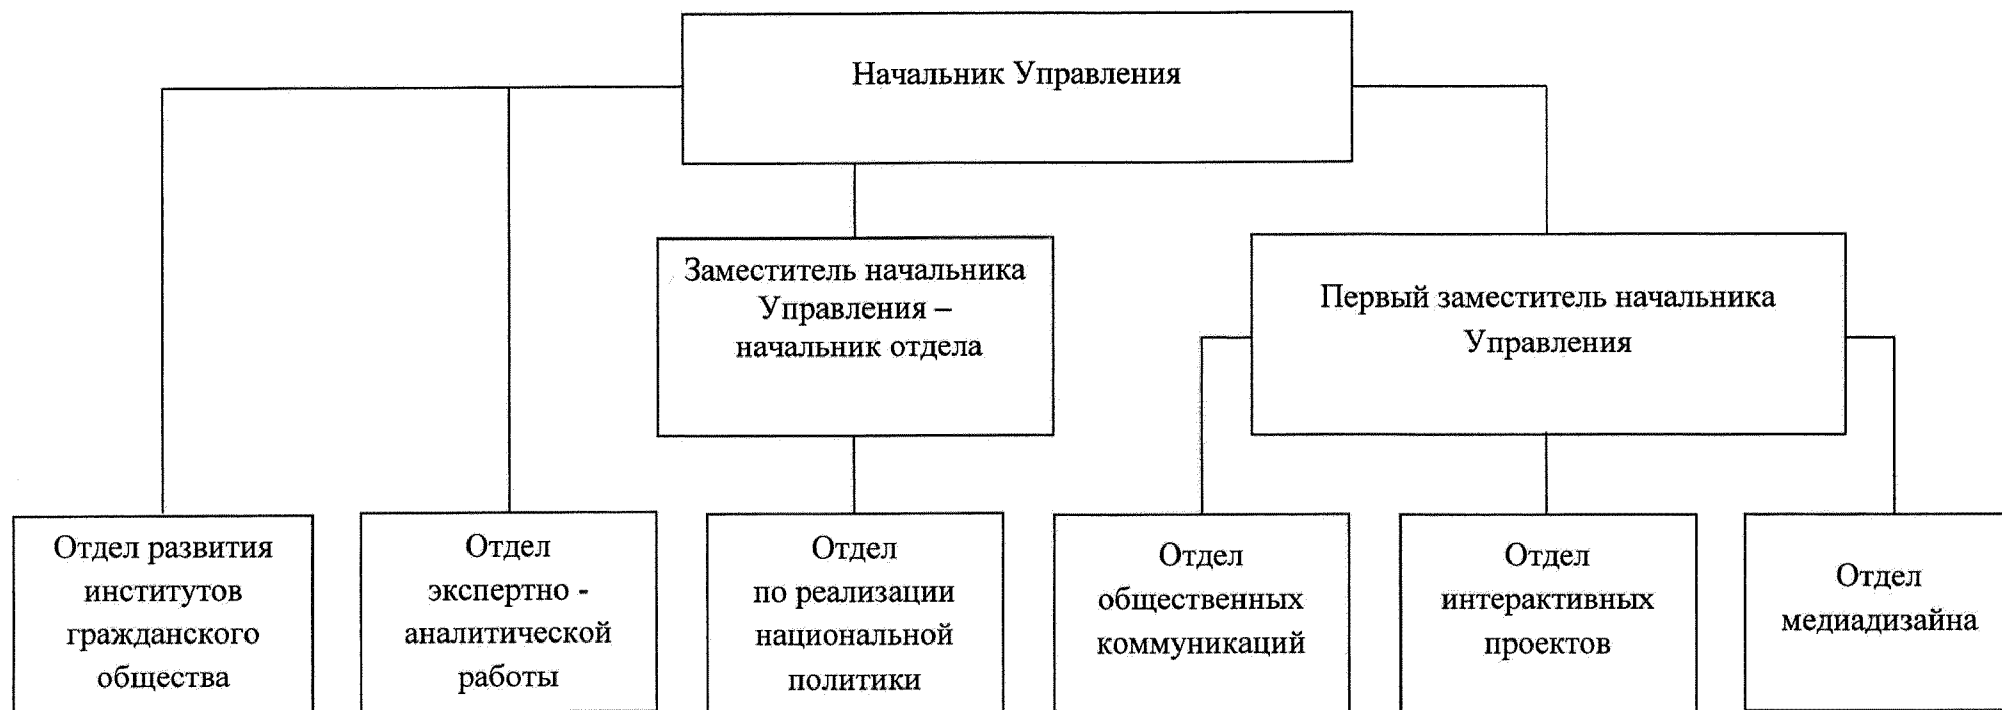 Начальник Управления
Заместитель начальника
Управления –
начальник отдела
Первый заместитель начальника
Управления
Отдел развития
институтов
гражданского
общества
Отдел
экспертно -
аналитической
работы
Отдел
по реализации
национальной
политики
Отдел
общественных
коммуникаций
Отдел
интерактивных
проектов
Отдел
медиадизайна